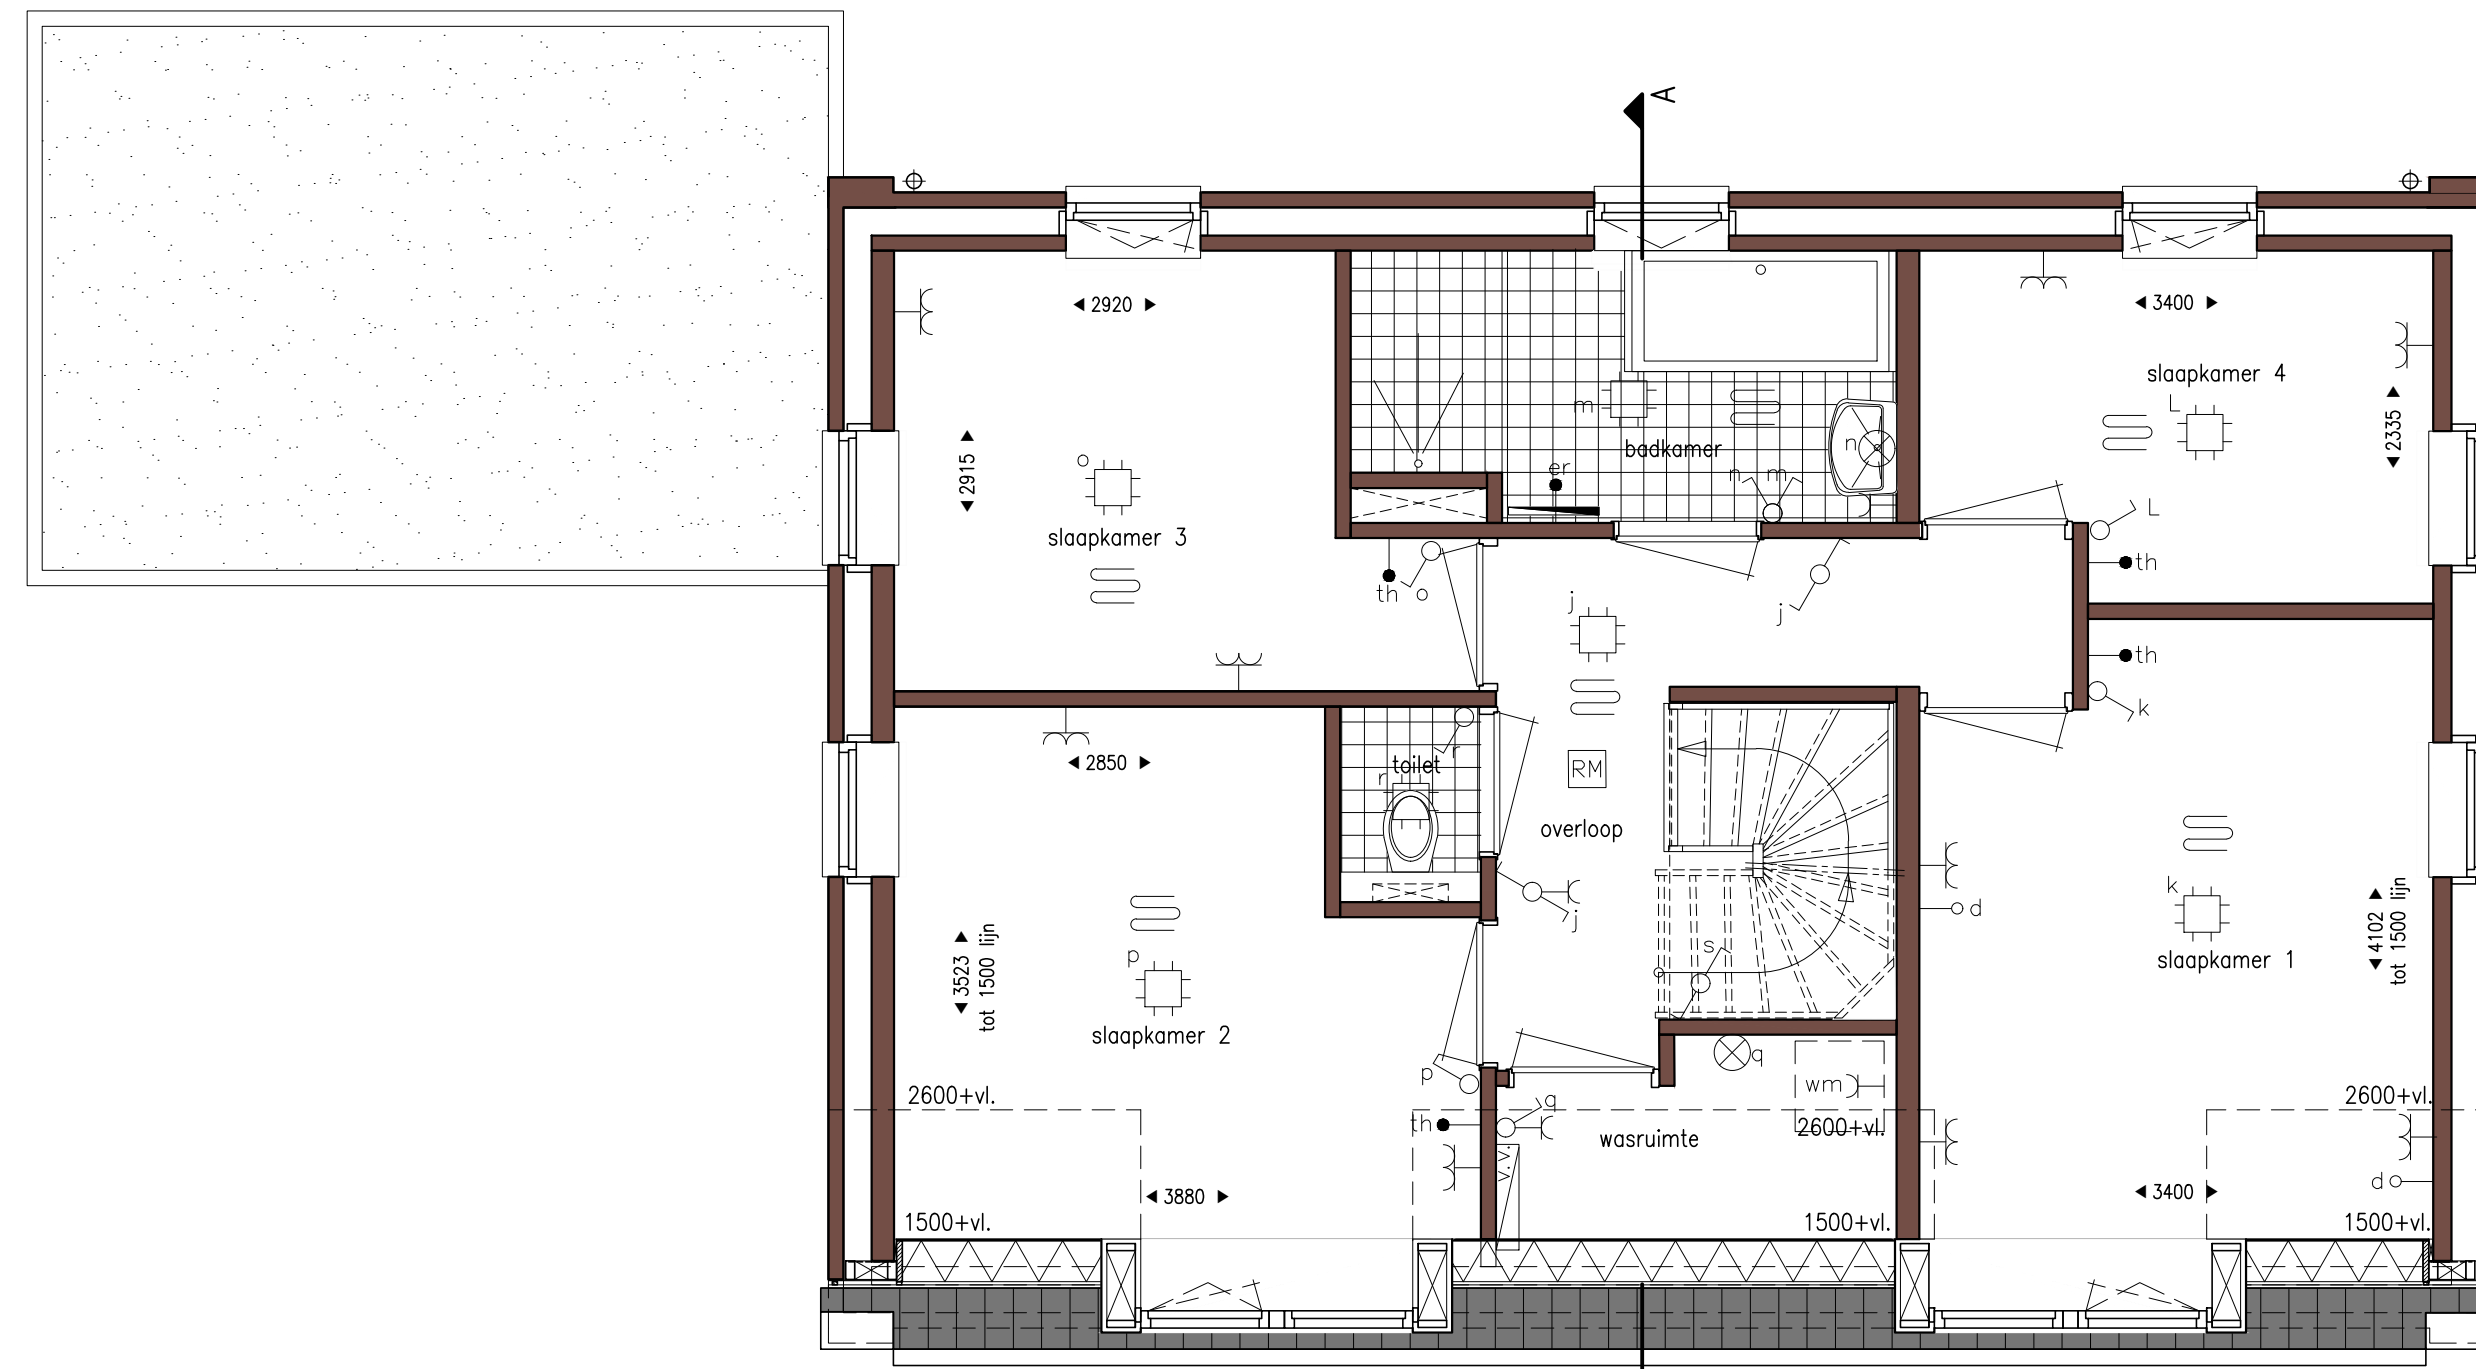 A
2920
3400
slaapkamer 4
L
2335
m
badkamer
n
er
n m
2915
o
slaapkamer 3
L
th
th
o
j
j
th
k
2850
toilet
r
r
RM
overloop
k
d
j
4102
tot 1500 lijn
slaapkamer 1
3523
tot 1500 lijn
p
slaapkamer 2
s
q
wm
p
2600+vl.
2600+vl.
q
th
wasruimte
2600+vl.
v.v.
d
3880
3400
1500+vl.
1500+vl.
1500+vl.